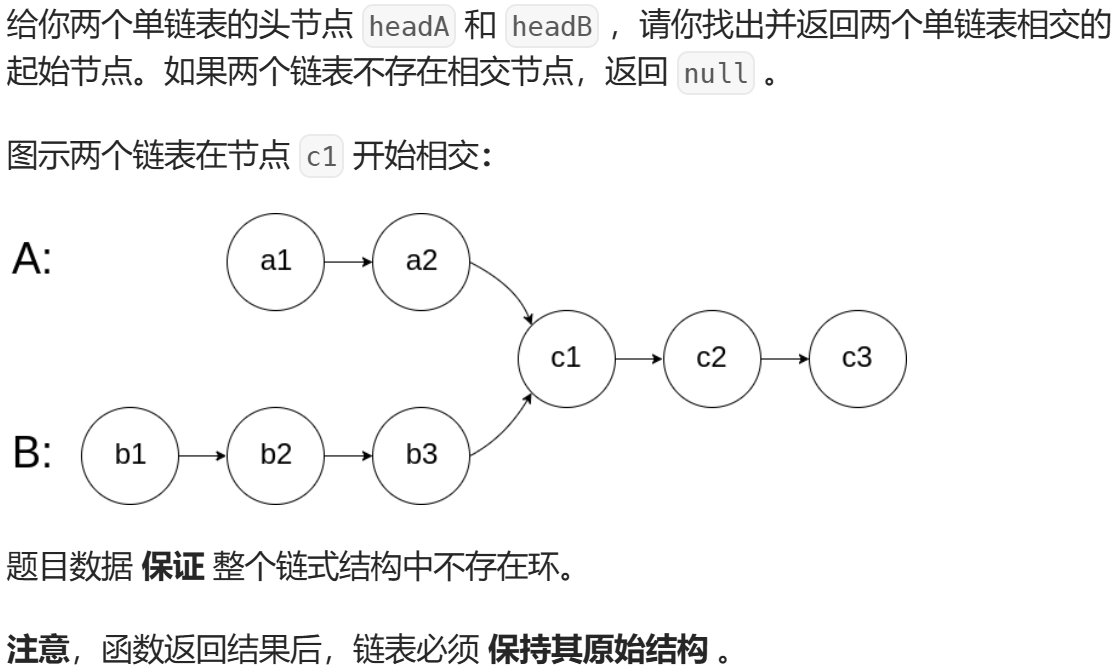 给你两个单链表的头节点 headA 和 headB ，请你找出并返回两个单链表相交的
起始节点。如果两个链表不存在相交节点，返回 null 。
图示两个链表在节点 c1 开始相交：
A:
a1
a2
c1
c2
c3
B:
b1
b2
b3
题目数据 保证 整个链式结构中不存在环。
注意，函数返回结果后，链表必须 保持其原始结构 。